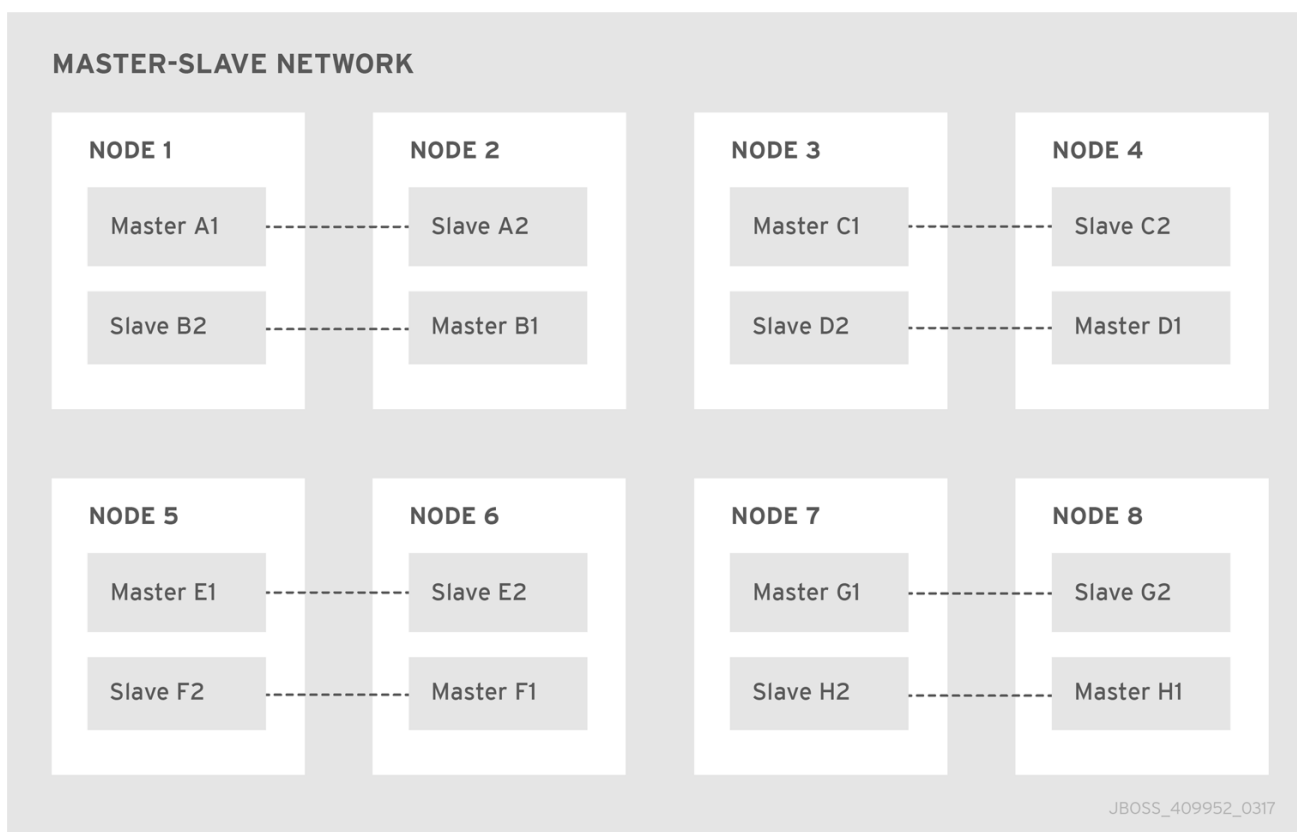 MASTER-SLAVE NETWORK
NODE 1
Master A1
Slave B2
NODE 2
Slave A2
Master B1
NODE 3
Master C1
Slave D2
NODE 4
Slave C2
Master D1
NODE 5
Master E1
Slave F2
NODE 6
Slave E2
Master F1
NODE 7
Master G1
Slave H2
NODE 8
Slave G2
Master H1
JBOSS_409952_0317